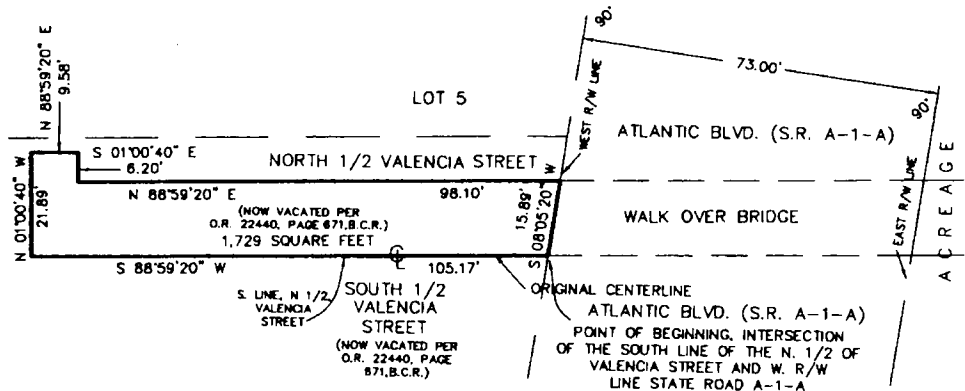 N 88°59'20" E
9.58'
90°
73.00'
90°
LOT 5
WEST R/W LINE
ATLANTIC BLVD. (S.R. A-1-A)
S 01°00'40" E
6.20'
NORTH 1/2 VALENCIA STREET
N 01°00'40" W
21.89'
N 88°59'20" E
98.10'
S 08°05'20" W
15.89'
(NOW VACATED PER
O.R. 22440, PAGE 671,B.C.R.)
1,729 SQUARE FEET
WALK OVER BRIDGE
EAST R/W LINE
ACREAGE
S 88°59'20" W
CL
105.17'
S. LINE, N 1/2,
VALENCIA
STREET
SOUTH 1/2
VALENCIA
STREET
(NOW VACATED PER
O.R. 22440, PAGE
671,B.C.R.)
ORIGINAL CENTERLINE
ATLANTIC BLVD. (S.R. A-1-A)
POINT OF BEGINNING, INTERSECTION
OF THE SOUTH LINE OF THE N. 1/2 OF
VALENCIA STREET AND W. R/W
LINE STATE ROAD A-1-A